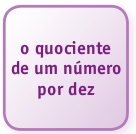 o quociente
de um número
por dez